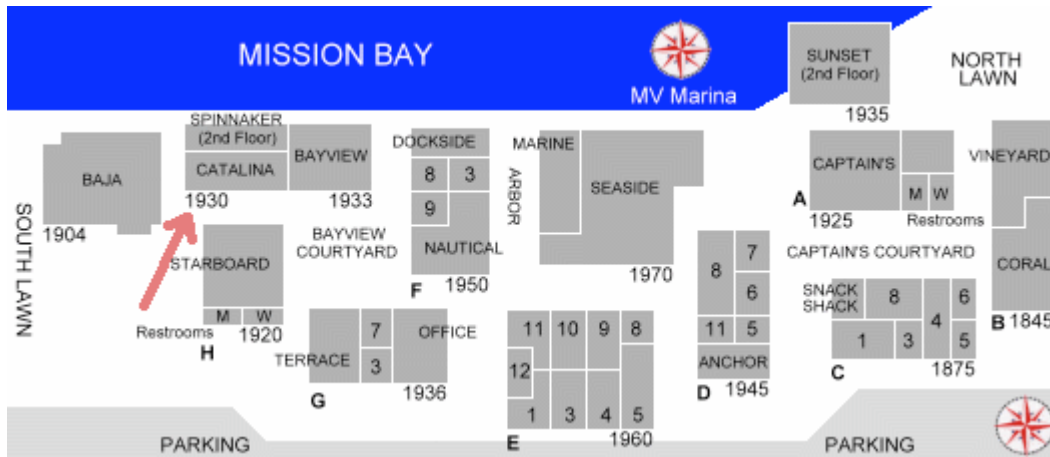 MISSION BAY
MV Marina
SUNSET
(2nd Floor)
1935
NORTH
LAWN
SPINNAKER
(2nd Floor)
CATALINA
1930
BAYVIEW
1933
BAJA
1904
SOUTH LAWN
DOCKSIDE
8 3
9
NAUTICAL
F 1950
BAYVIEW
COURTYARD
MARINE
ARBOR
SEASIDE
1970
CAPTAIN'S
A
1925
M W
Restrooms
VINEYARD
CORAL
B 1845
CAPTAIN'S COURTYARD
STARBOARD
M W
Restrooms
H
1920
TERRACE
7
3
OFFICE
G
1936
11 10 9 8
12
1 3 4 5
E
1960
7
8
6
11 5
ANCHOR
D 1945
SNACK
SHACK
8
6
4
1 3 5
C
1875
PARKING
PARKING